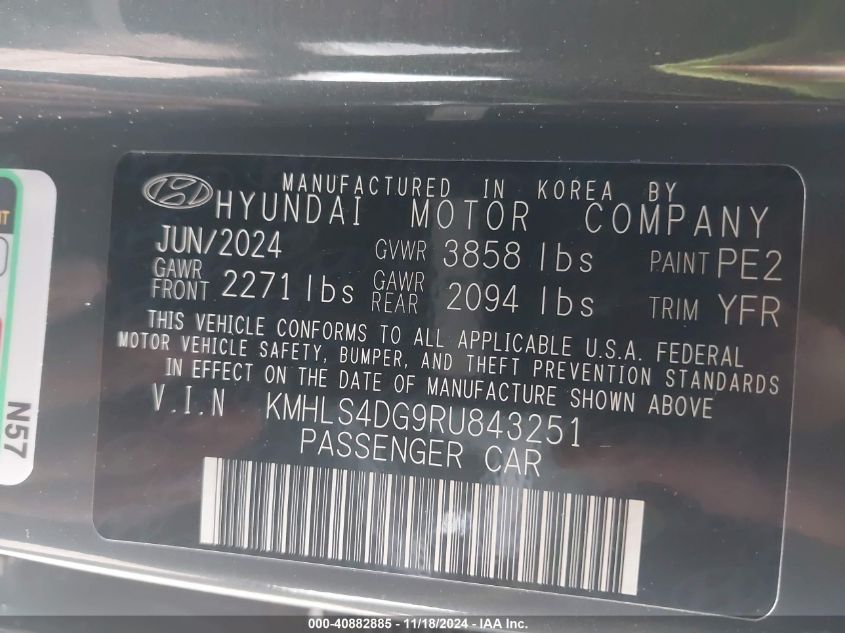 MANUFACTURED IN KOREA BY
HYUNDAI MOTOR COMPANY
JUN/2024 GVWR 3858 lbs PAINT PE2
GAWR FRONT 2271 lbs GAWR REAR 2094 lbs TRIM YFR
THIS VEHICLE CONFORMS TO ALL APPLICABLE U.S.A. FEDERAL
MOTOR VEHICLE SAFETY, BUMPER, AND THEFT PREVENTION STANDARDS
IN EFFECT ON THE DATE OF MANUFACTURE SHOWN ABOVE
V.I.N KMHLS4DG9RU843251
PASSENGER CAR
N57
000-40882885 - 11/18/2024 - IAA Inc.